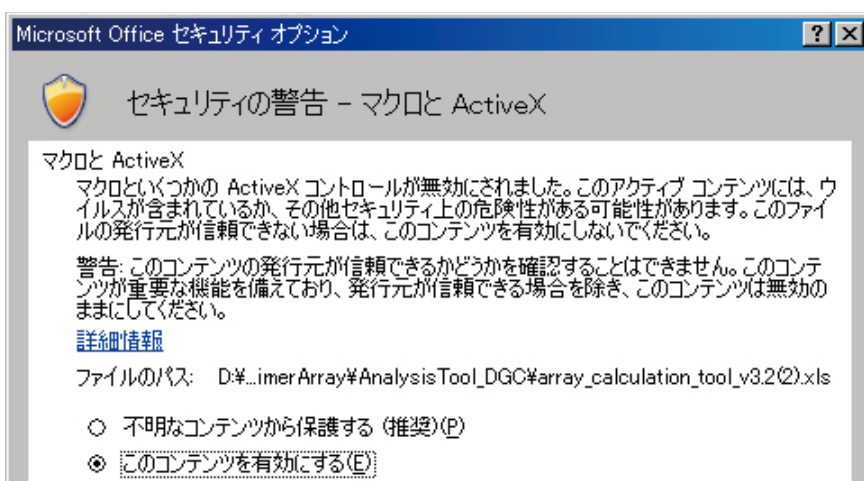 Microsoft Office セキュリティ オプション
セキュリティの警告 - マクロと ActiveX
マクロと ActiveX
マクロといくつかの ActiveX コントロールが無効にされました。このアクティブ コンテンツには、ウ
イルスが含まれているか、その他セキュリティ上の危険性がある可能性があります。このファイ
ルの発行元が信頼できない場合は、このコンテンツを有効にしないでください。
警告: このコンテンツの発行元が信頼できるかどうかを確認することはできません。このコンテ
ンツが重要な機能を備えており、発行元が信頼できる場合を除き、このコンテンツは無効の
ままにしてください。
詳細情報
ファイルのパス: D:¥...imerArray¥AnalysisTool_DGC¥array_calculation_tool_v3.2(2).xls
不明なコンテンツから保護する (推奨)(P)
このコンテンツを有効にする(E)